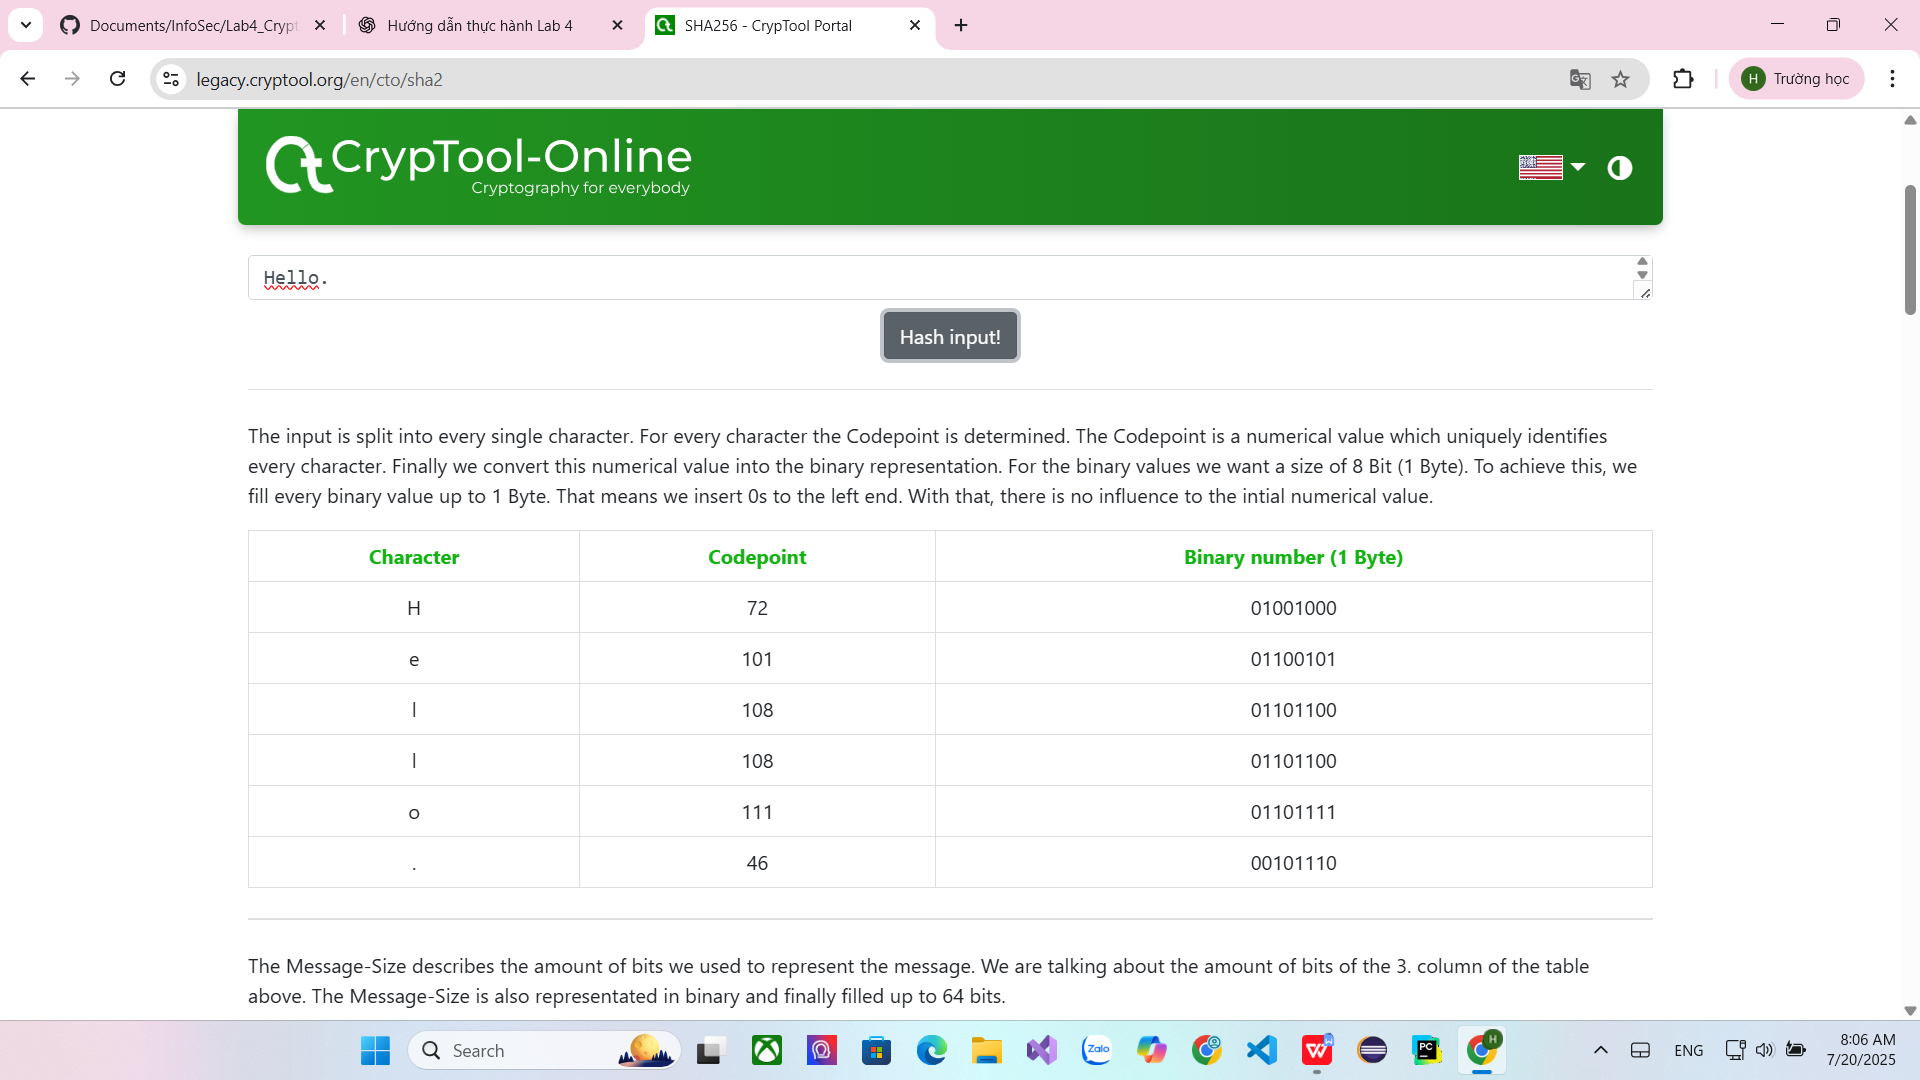 Documents/InfoSec/Lab4_Crypt
Hướng dẫn thực hành Lab 4
SHA256 - CrypTool Portal
legacy.cryptool.org/en/cto/sha2
H
Trường học
CrypTool-Online
Cryptography for everybody
Hello.
Hash input!
The input is split into every single character. For every character the Codepoint is determined. The Codepoint is a numerical value which uniquely identifies
every character. Finally we convert this numerical value into the binary representation. For the binary values we want a size of 8 Bit (1 Byte). To achieve this, we
fill every binary value up to 1 Byte. That means we insert 0s to the left end. With that, there is no influence to the intial numerical value.
Character Codepoint Binary number (1 Byte)
H 72 01001000
e 101 01100101
l 108 01101100
l 108 01101100
o 111 01101111
. 46 00101110
The Message-Size describes the amount of bits we used to represent the message. We are talking about the amount of bits of the 3. column of the table
above. The Message-Size is also representated in binary and finally filled up to 64 bits.
Search
Zalo
W
PC
H
ENG
8:06 AM
7/20/2025